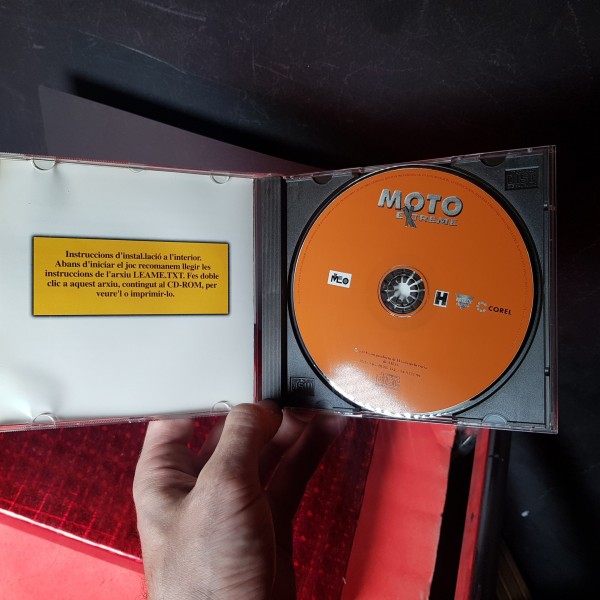 Instruccions d'instal.lació a l'interior.
Abans d'iniciar el joc recomanem llegir les
instruccions de l'arxiu LEAME.TXT. Fes doble
clic a aquest arxiu, contingut al CD-ROM, per
veure'l o imprimir-lo.
MOTO
EXTREME
H
COREL